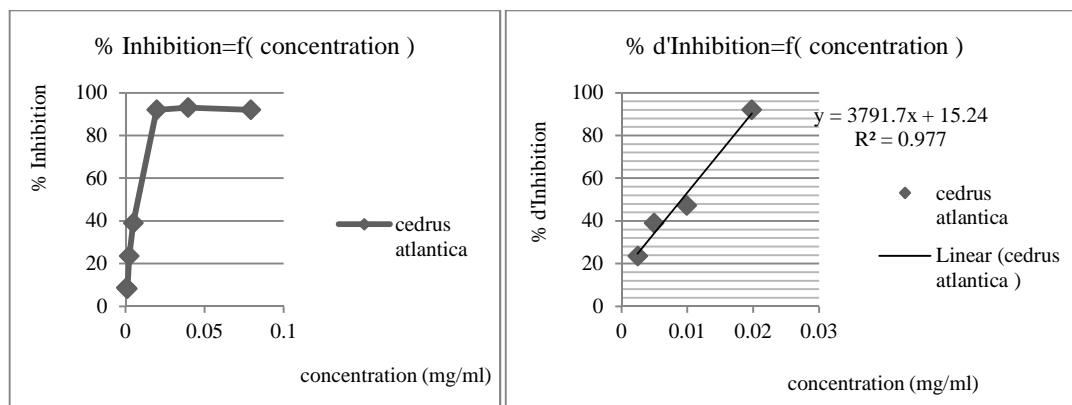 % Inhibition=f( concentration )
% Inhibition
100
80
60
40
20
0
0
0.05
0.1
concentration (mg/ml)
cedrus
atlantica
% d'Inhibition=f( concentration )
% d'Inhibition
100
80
60
40
20
0
0
0.01
0.02
0.03
concentration (mg/ml)
y = 3791.7x + 15.24
R² = 0.977
cedrus
atlantica
Linear (cedrus
atlantica )